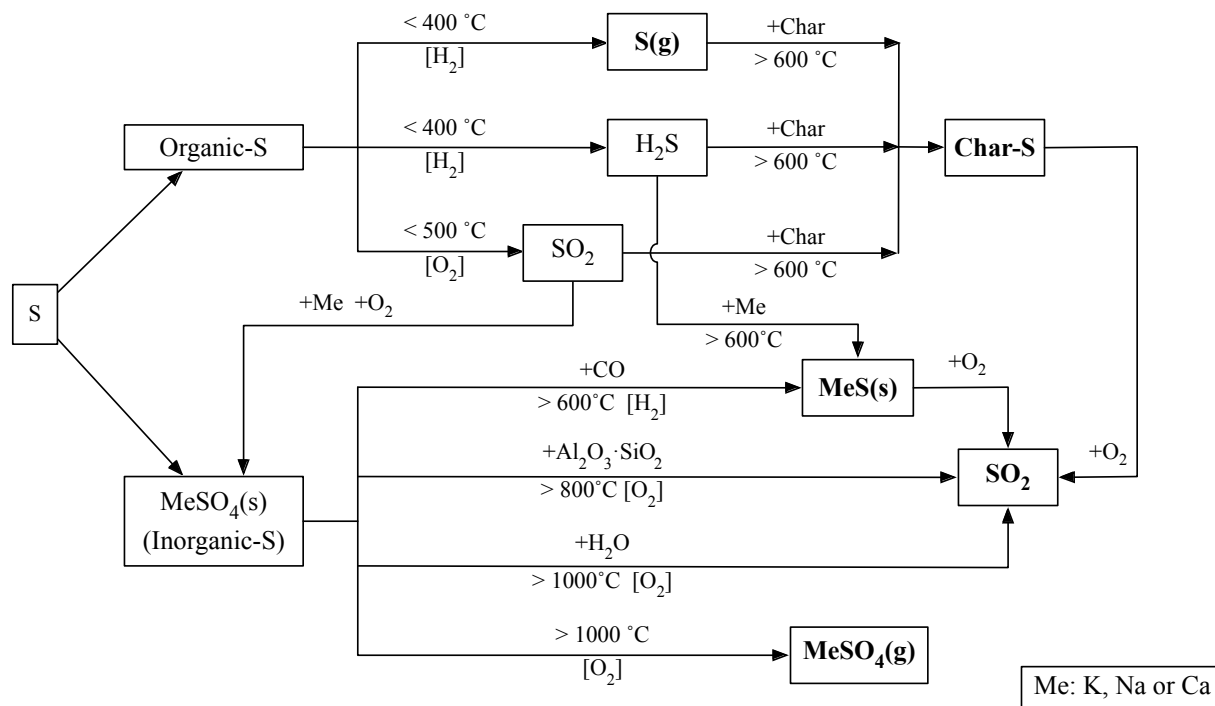 < 400 ˚C
[H₂]
S(g)
+Char
> 600 ˚C
Organic-S
< 400 ˚C
[H₂]
H₂S
+Char
> 600 ˚C
Char-S
< 500 ˚C
[O₂]
SO₂
+Char
> 600 ˚C
S
+Me +O₂
+Me
> 600˚C
+CO
> 600˚C [H₂]
MeS(s)
+O₂
+Al₂O₃·SiO₂
> 800˚C [O₂]
SO₂
+O₂
MeSO₄(s)
(Inorganic-S)
+H₂O
> 1000˚C [O₂]
> 1000 ˚C
[O₂]
MeSO₄(g)
Me: K, Na or Ca